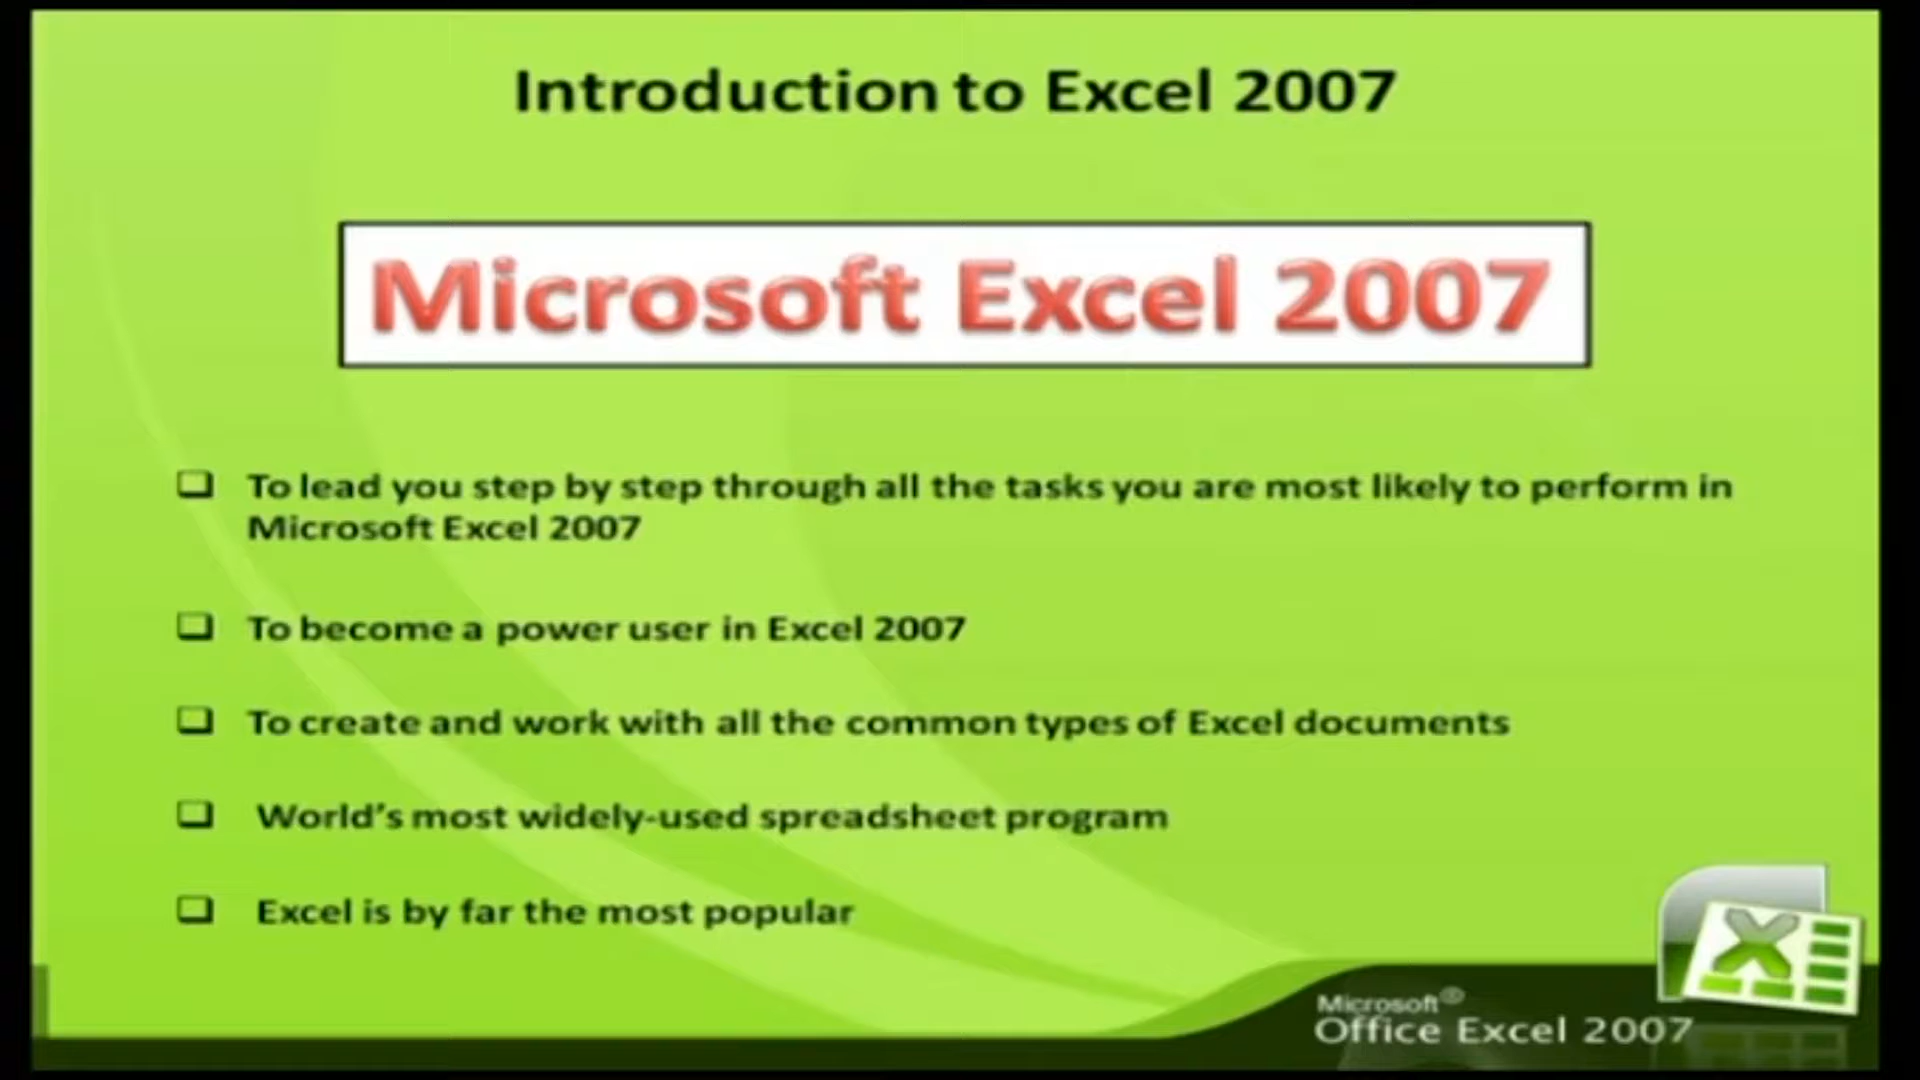 Introduction to Excel 2007
Microsoft Excel 2007
To lead you step by step through all the tasks you are most likely to perform in
Microsoft Excel 2007
To become a power user in Excel 2007
To create and work with all the common types of Excel documents
World's most widely-used spreadsheet program
Excel is by far the most popular
Microsoft®
Office Excel 2007